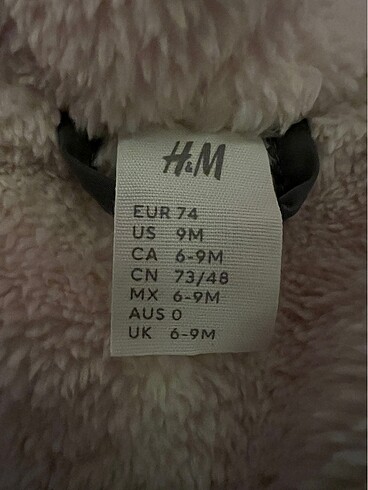 H&M
EUR 74
US 9M
CA 6-9M
CN 73/48
MX 6-9M
AUS 0
UK 6-9M